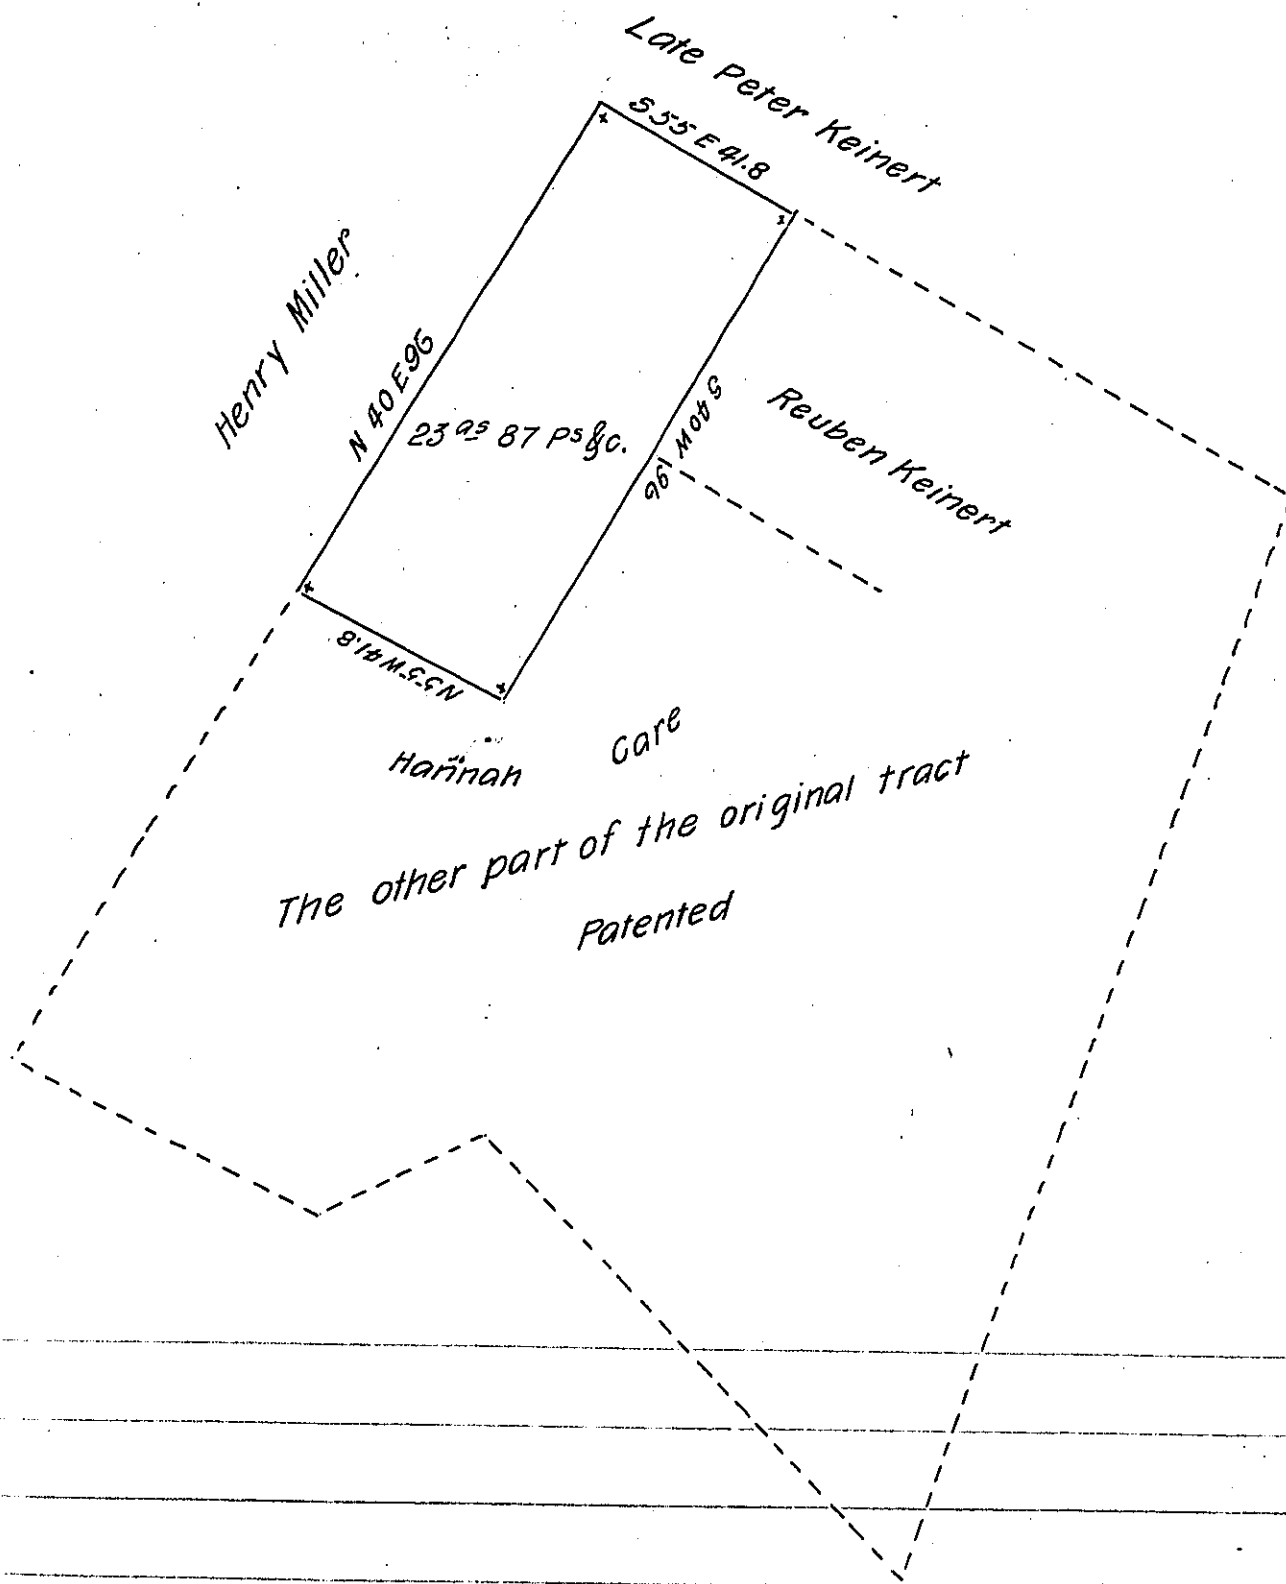 Late Peter Keinert
S 55 E 41.8
Henry Miller
N 40 E 96
23 as 87 Ps &c.
S 40 W 96
Reuben Keinert
N 55 W 41.8
Hannah Care
The other part of the original tract
Patented